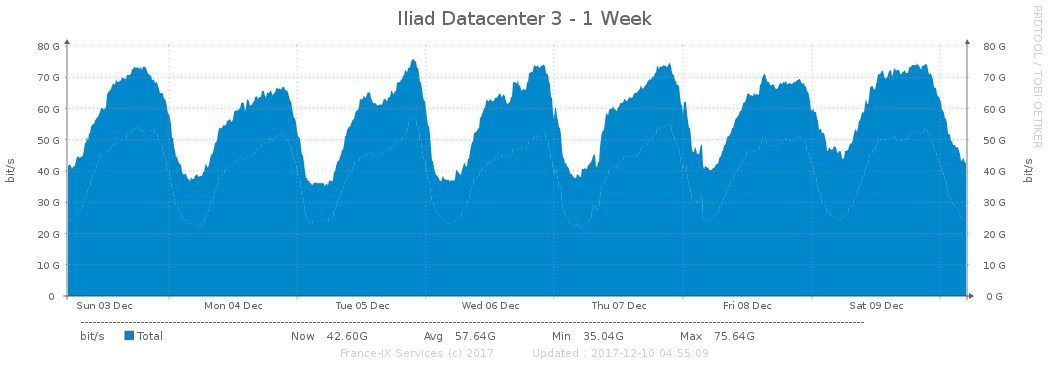 Iliad Datacenter 3 - 1 Week
RRDTOOL / TOBI OETIKER
80 G 80 G
70 G 70 G
60 G 60 G
50 G 50 G
40 G 40 G
30 G 30 G
20 G 20 G
10 G 10 G
0 0 G
bit/s bit/s
Sun 03 Dec Mon 04 Dec Tue 05 Dec Wed 06 Dec Thu 07 Dec Fri 08 Dec Sat 09 Dec
bit/s Total Now 42.60G Avg 57.64G Min 35.04G Max 75.64G
France-IX Services (c) 2017 Updated : 2017-12-10 04:55:09